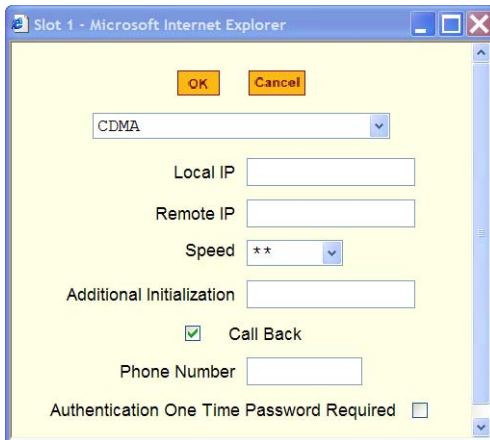 Slot 1 - Microsoft Internet Explorer
OK Cancel
CDMA
Local IP
Remote IP
Speed **
Additional Initialization
Call Back
Phone Number
Authentication One Time Password Required